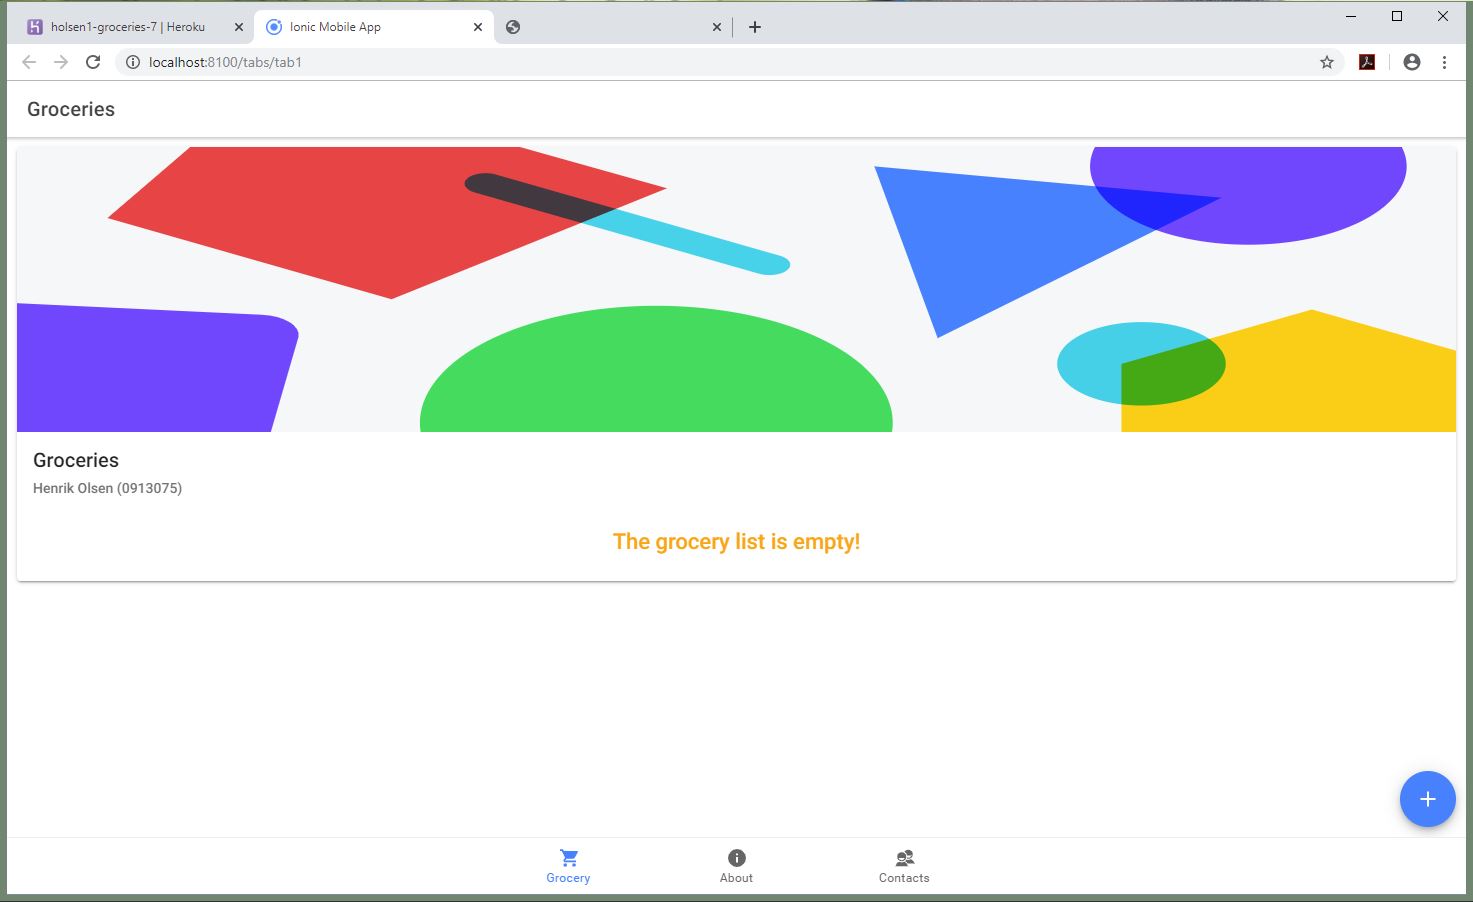 holsen1-groceries-7 | Heroku
Ionic Mobile App
localhost:8100/tabs/tab1
Groceries
Groceries
Henrik Olsen (0913075)
The grocery list is empty!
Grocery
About
Contacts